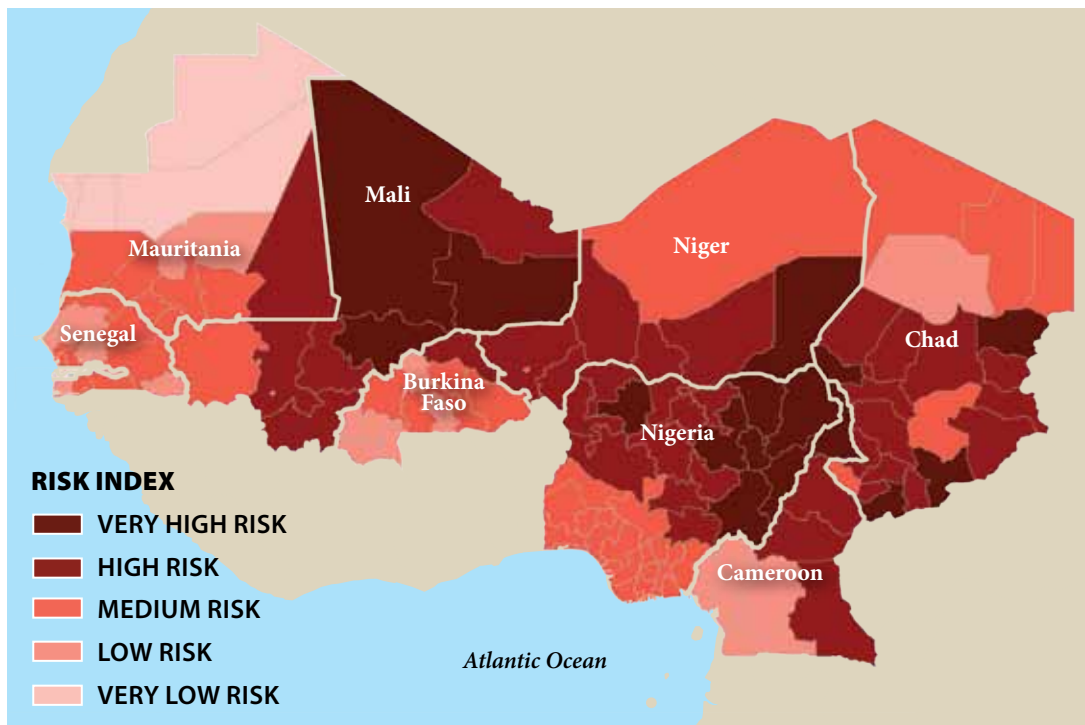 Mali
Mauritania
Niger
Senegal
Chad
Burkina
Faso
Nigeria
Cameroon
Atlantic Ocean
RISK INDEX
VERY HIGH RISK
HIGH RISK
MEDIUM RISK
LOW RISK
VERY LOW RISK